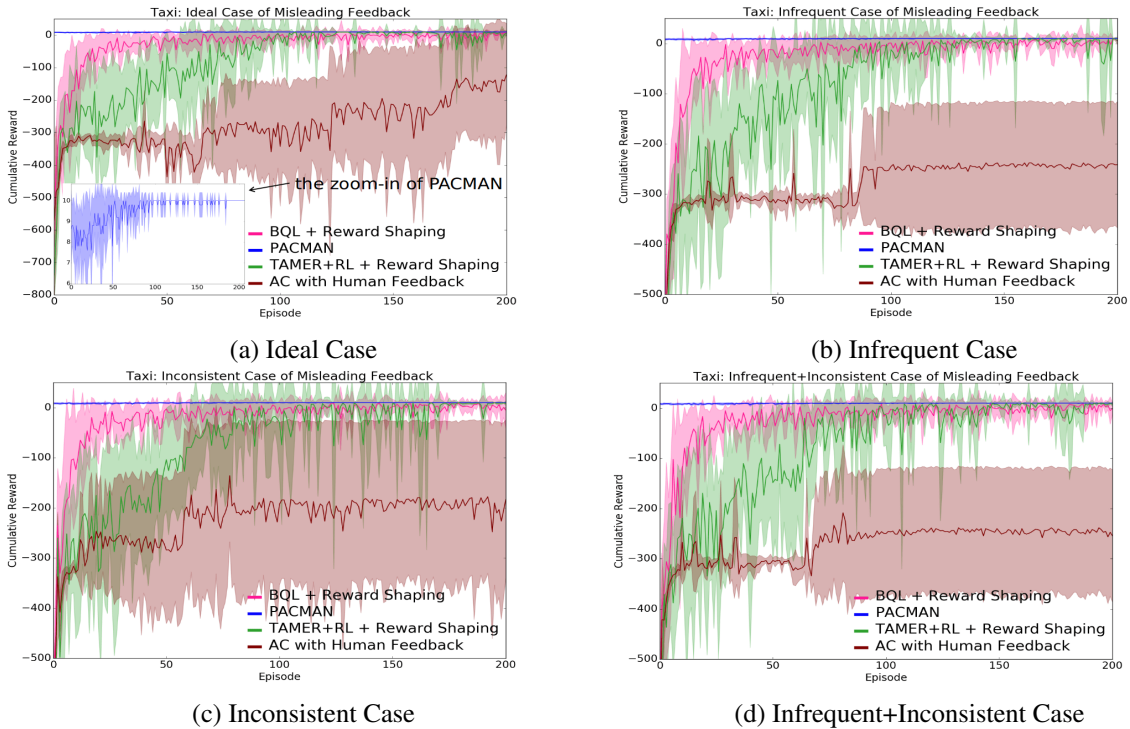 Taxi: Ideal Case of Misleading Feedback
Cumulative Reward
0
−100
−200
−300
−400
−500
−600
−700
−800
the zoom-in of PACMAN
10
9
8
7
6
0 50 100 150 200
BQL + Reward Shaping
PACMAN
TAMER+RL + Reward Shaping
AC with Human Feedback
0 50 100 150 200
Episode
(a) Ideal Case
Taxi: Infrequent Case of Misleading Feedback
Cumulative Reward
0
−100
−200
−300
−400
−500
BQL + Reward Shaping
PACMAN
TAMER+RL + Reward Shaping
AC with Human Feedback
0 50 100 150 200
Episode
(b) Infrequent Case
Taxi: Inconsistent Case of Misleading Feedback
Cumulative Reward
0
−100
−200
−300
−400
−500
BQL + Reward Shaping
PACMAN
TAMER+RL + Reward Shaping
AC with Human Feedback
0 50 100 150 200
Episode
(c) Inconsistent Case
Taxi: Infrequent+Inconsistent Case of Misleading Feedback
Cumulative Reward
0
−100
−200
−300
−400
−500
BQL + Reward Shaping
PACMAN
TAMER+RL + Reward Shaping
AC with Human Feedback
0 50 100 150 200
Episode
(d) Infrequent+Inconsistent Case